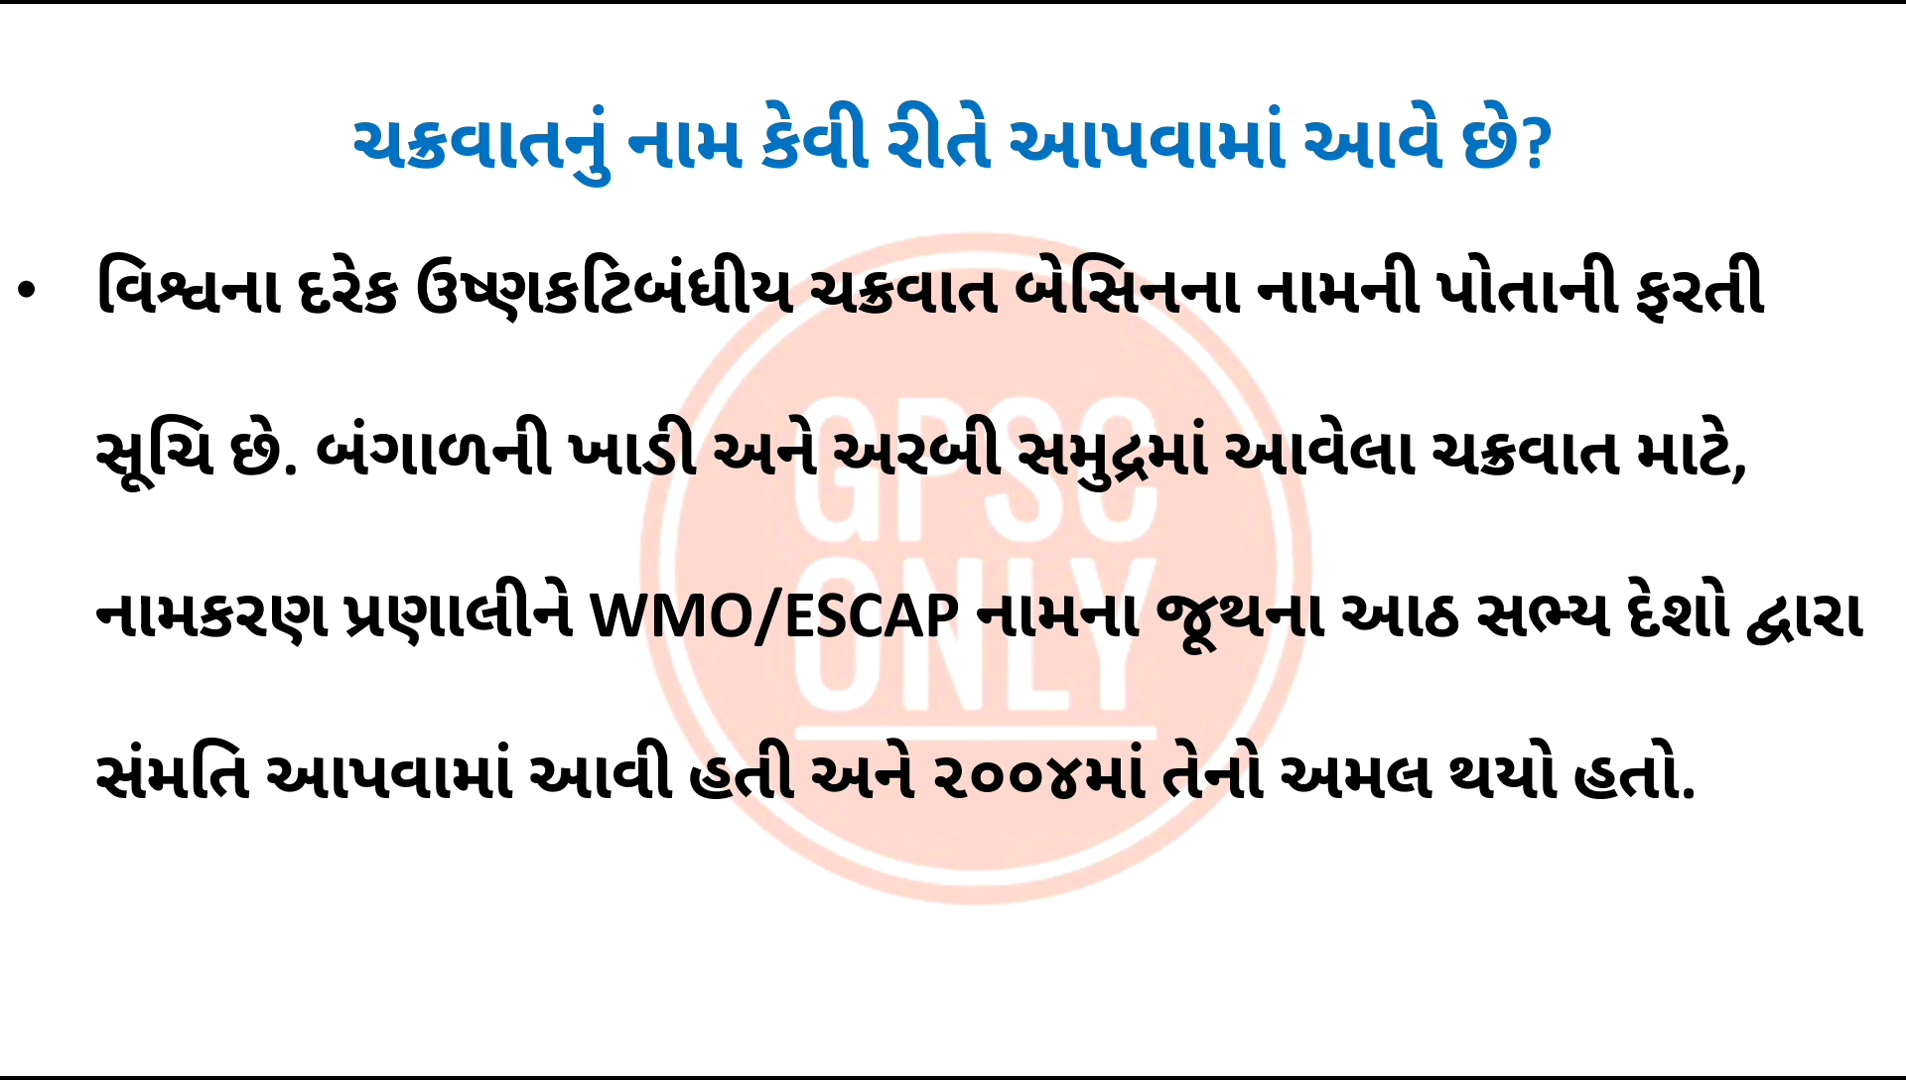 ચક્રવાતનું નામ કેવી રીતે આપવામાં આવે છે?
• વિશ્વના દરેક ઉષ્ણકટિબંધીય ચક્રવાત બેસિનના નામની પોતાની ફરતી
સૂચિ છે. બંગાળની ખાડી અને અરબી સમુદ્રમાં આવેલા ચક્રવાત માટે,
નામકરણ પ્રણાલીને WMO/ESCAP નામના જૂથના આઠ સભ્ય દેશો દ્વારા
સંમતિ આપવામાં આવી હતી અને ૨૦૦૪માં તેનો અમલ થયો હતો.
GPSC
ONLY